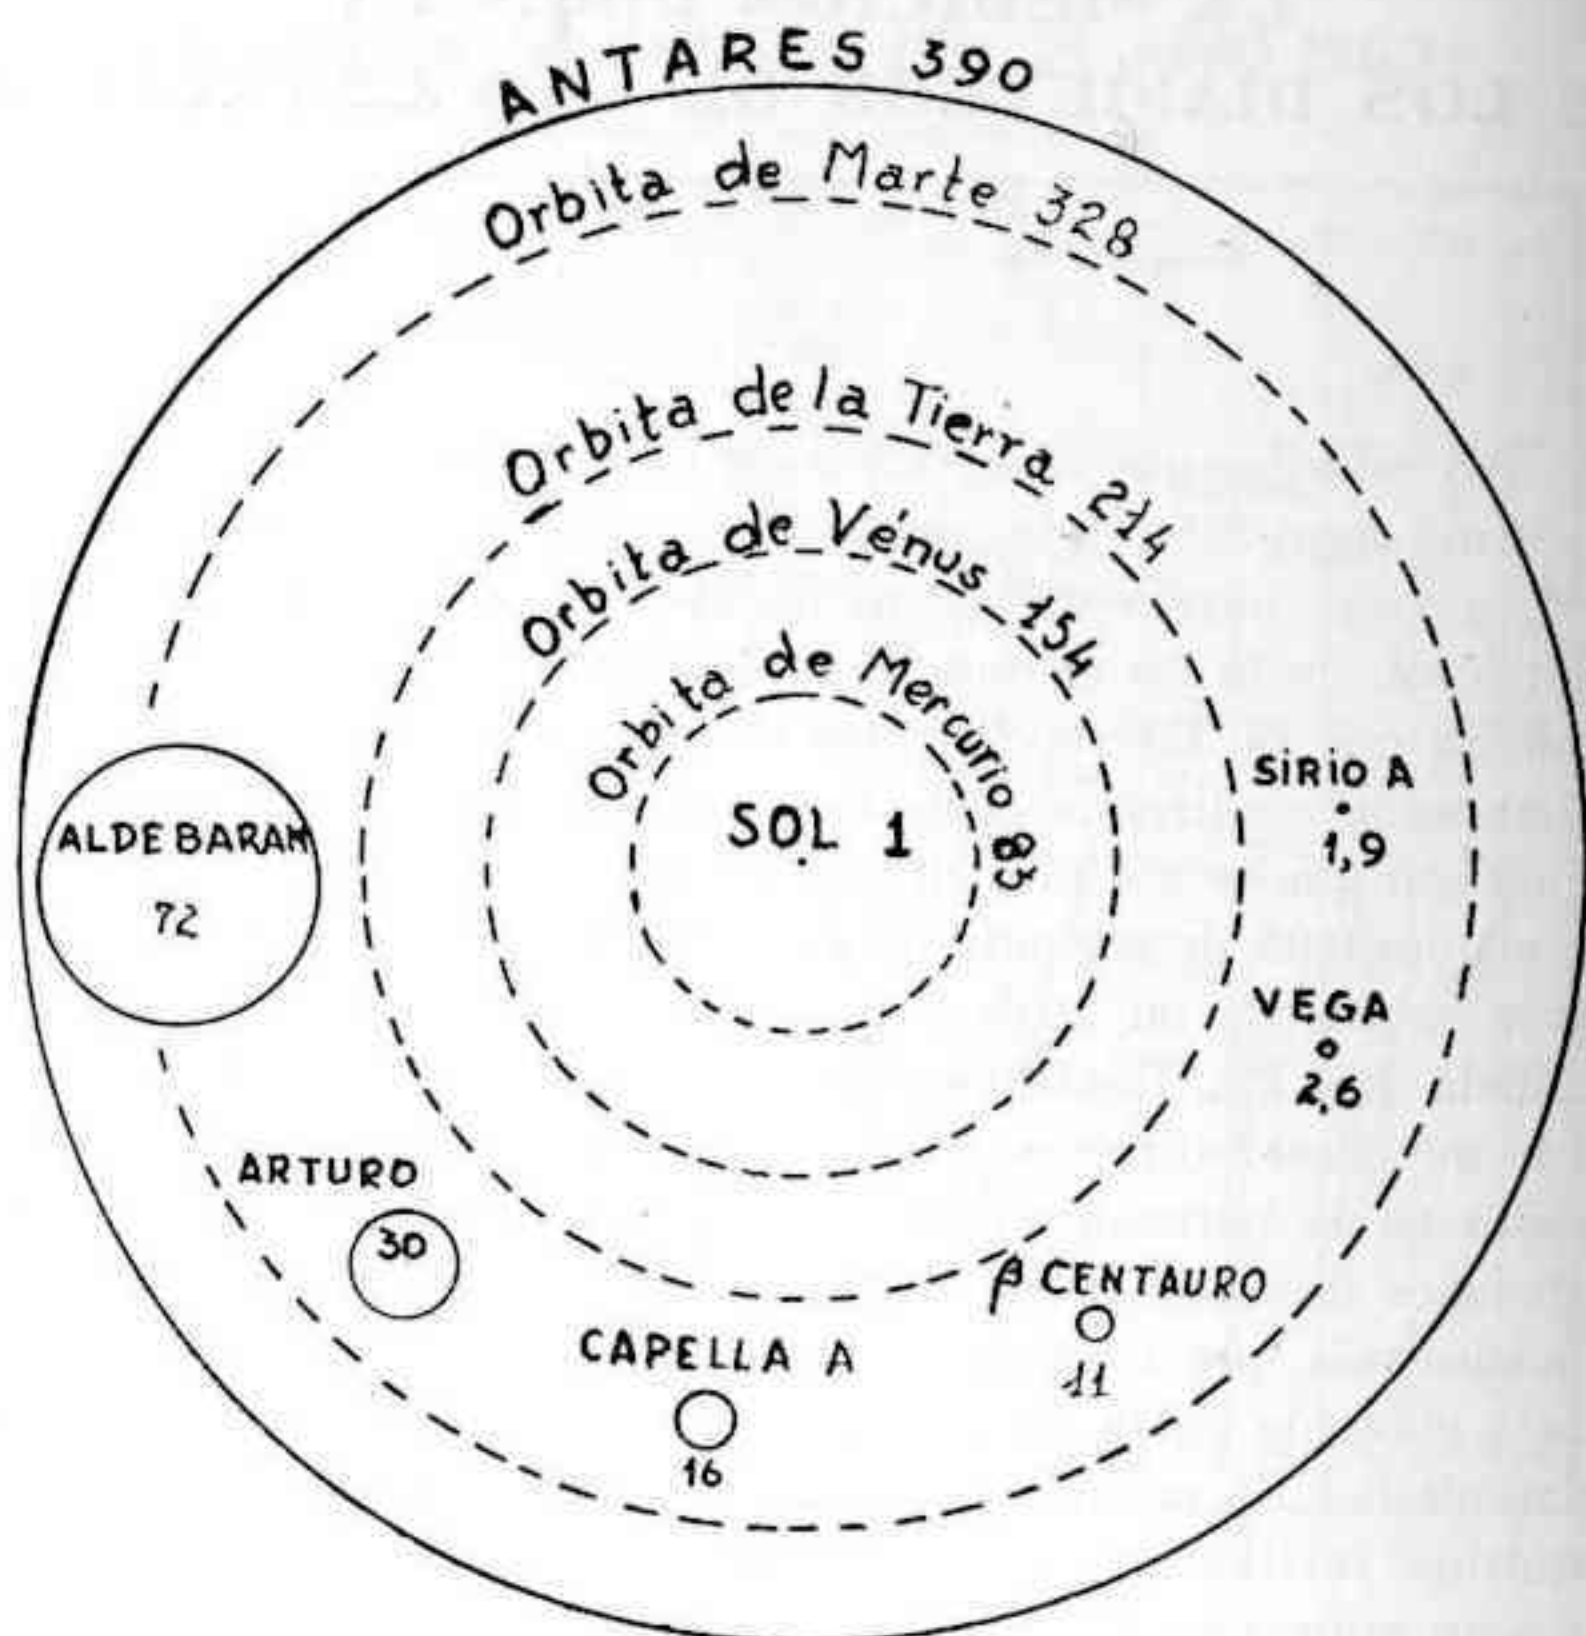 ANTARES 390
Orbita de Marte 328
Orbita de la Tierra 214
Orbita de Vénus 154
Orbita de Mercurio 83
SOL 1
SiRiO A
1,9
ALDEBARAN
72
VEGA
2,6
ARTURO
30
β CENTAURO
11
CAPELLA A
16